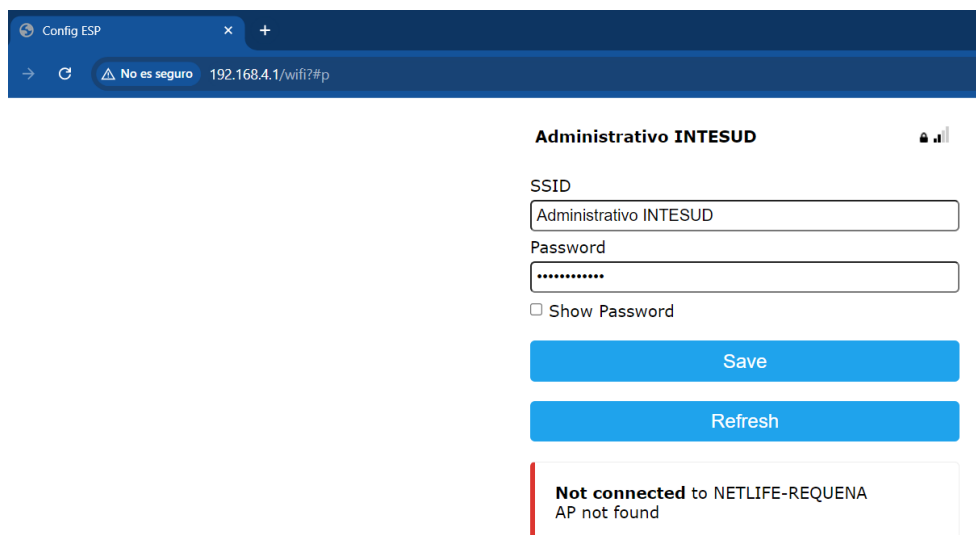 Config ESP
No es seguro 192.168.4.1/wifi?#p
Administrativo INTESUD
SSID
Administrativo INTESUD
Password
••••••••••••
Show Password
Save
Refresh
Not connected to NETLIFE-REQUENA
AP not found